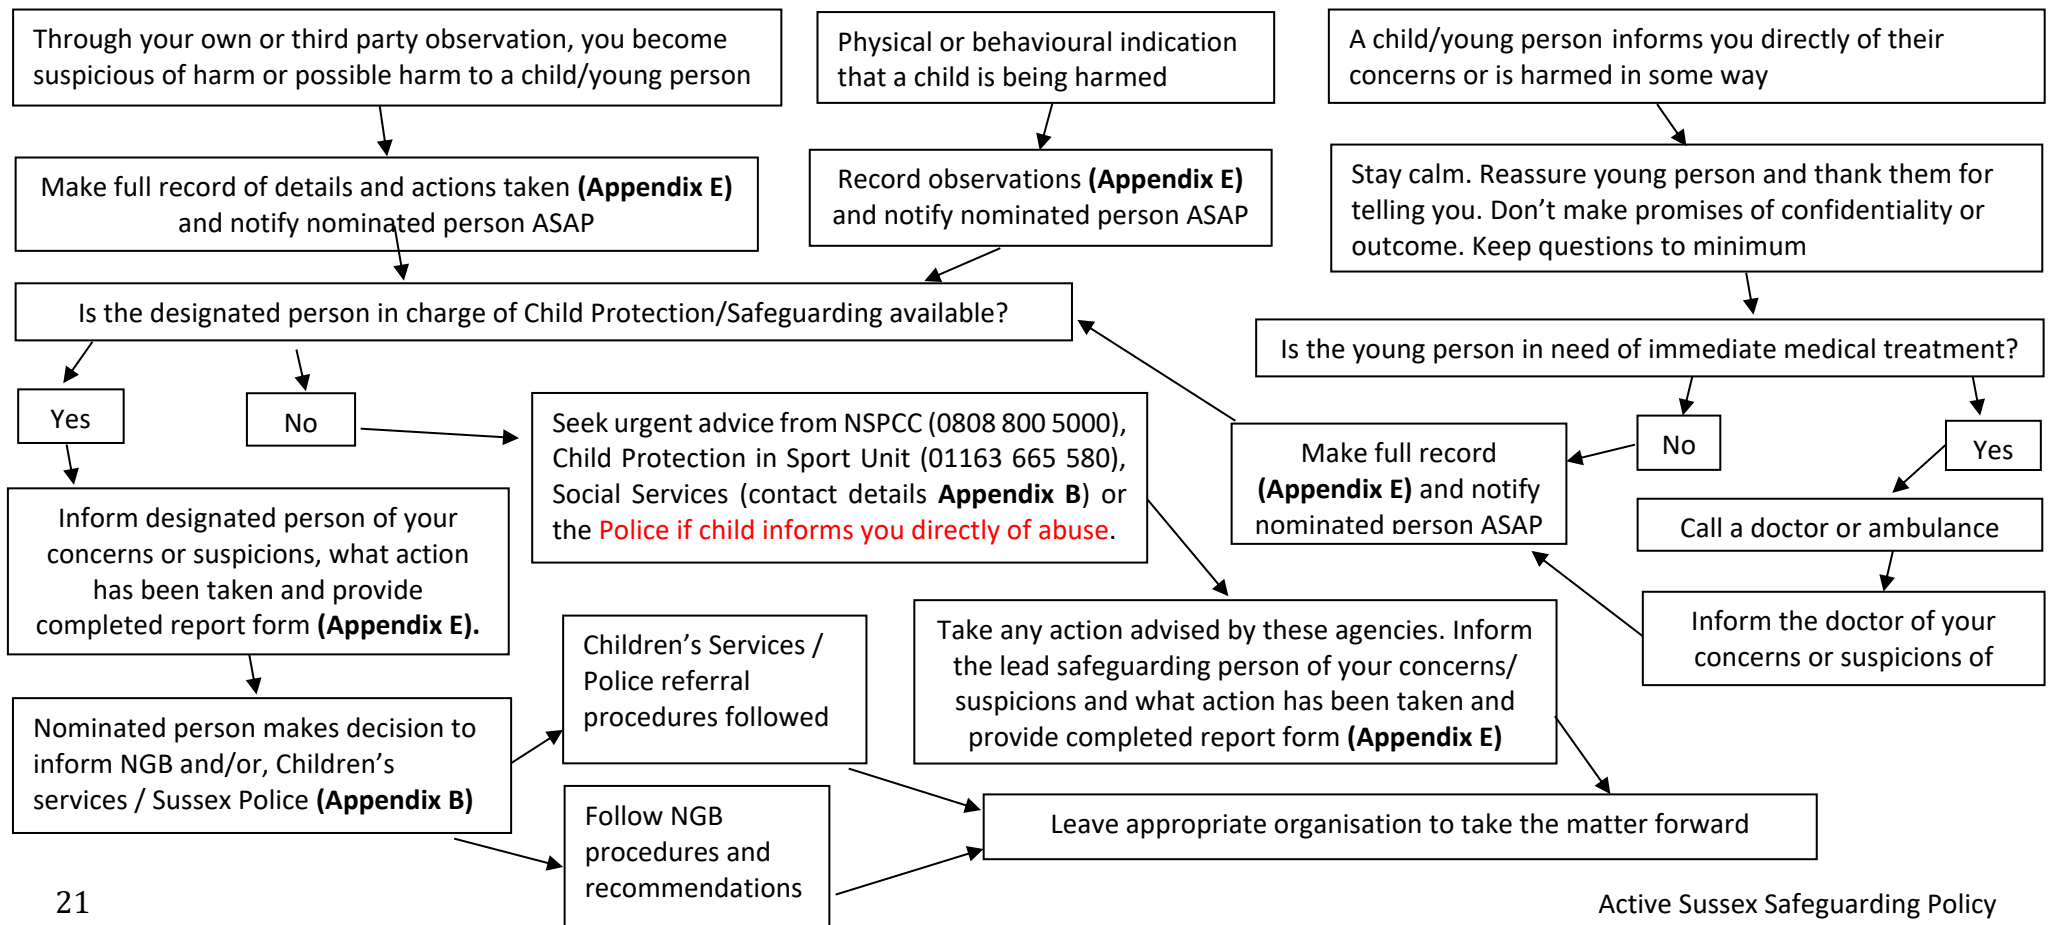 Through your own or third party observation, you become
suspicious of harm or possible harm to a child/young person
Physical or behavioural indication
that a child is being harmed
A child/young person informs you directly of their
concerns or is harmed in some way
Make full record of details and actions taken (Appendix E)
and notify nominated person ASAP
Record observations (Appendix E)
and notify nominated person ASAP
Stay calm. Reassure young person and thank them for
telling you. Don’t make promises of confidentiality or
outcome. Keep questions to minimum
Is the designated person in charge of Child Protection/Safeguarding available?
Is the young person in need of immediate medical treatment?
Yes
No
Seek urgent advice from NSPCC (0808 800 5000),
Child Protection in Sport Unit (01163 665 580),
Social Services (contact details Appendix B) or
the Police if child informs you directly of abuse.
Make full record
(Appendix E) and notify
nominated person ASAP
No
Yes
Call a doctor or ambulance
Inform the doctor of your
concerns or suspicions of
Inform designated person of your
concerns or suspicions, what action
has been taken and provide
completed report form (Appendix E).
Children’s Services /
Police referral
procedures followed
Take any action advised by these agencies. Inform
the lead safeguarding person of your concerns/
suspicions and what action has been taken and
provide completed report form (Appendix E)
Nominated person makes decision to
inform NGB and/or, Children’s
services / Sussex Police (Appendix B)
Follow NGB
procedures and
recommendations
Leave appropriate organisation to take the matter forward
21
Active Sussex Safeguarding Policy